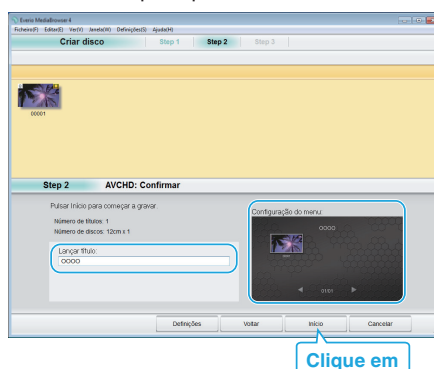 Everio MediaBrowser 4
Ficheiro(F) Editar(E) Ver(V) Janela(W) Definições(S) Ajuda(H)
Criar disco Step 1 Step 2 Step 3
00001
Step 2 AVCHD: Confirmar
Pulsar Início para começar a gravar.
Número de títulos: 1
Número de discos: 12cm x 1
Lançar título:
OOOO
Configuração do menu:
OOOO
01/01
Definições Voltar Início Cancelar
Clique em